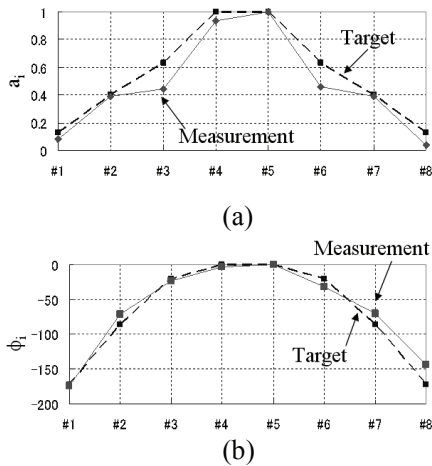 1
0.8
0.6
0.4
0.2
0
a_i
Target
Measurement
#1 #2 #3 #4 #5 #6 #7 #8
(a)
0
-50
-100
-150
-200
ϕ_i
Measurement
Target
#1 #2 #3 #4 #5 #6 #7 #8
(b)